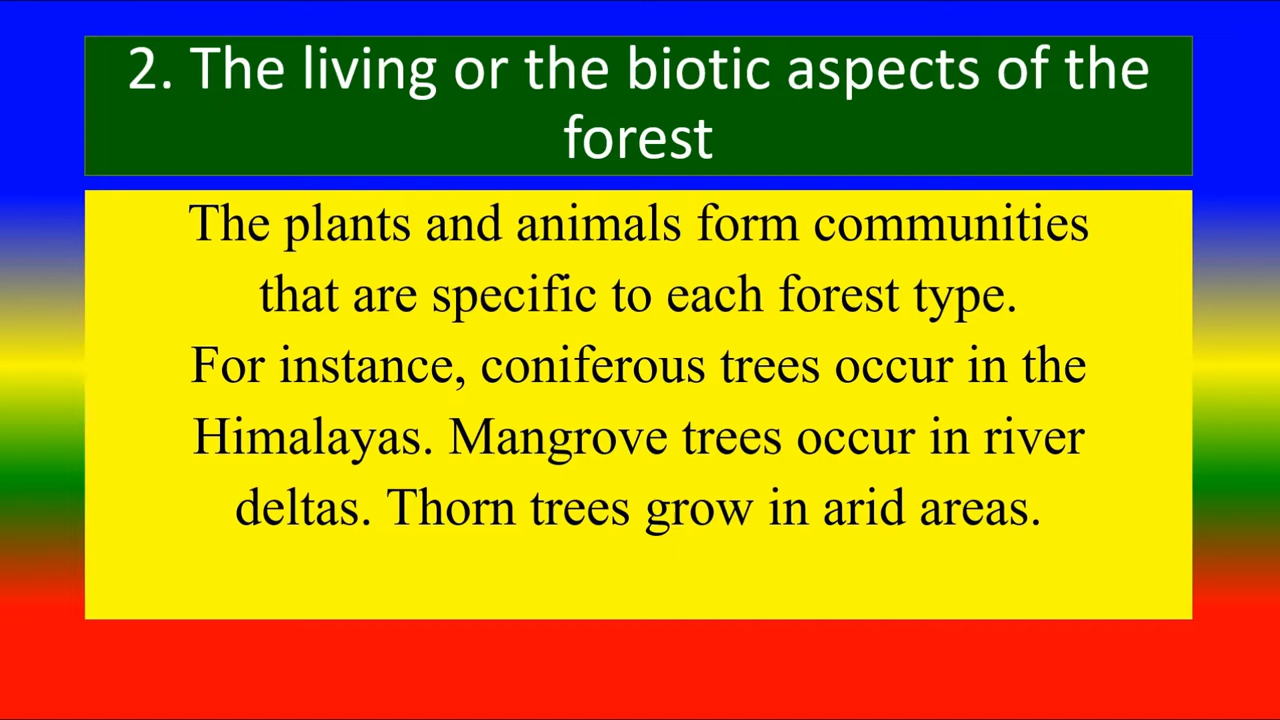 2. The living or the biotic aspects of the
forest
The plants and animals form communities
that are specific to each forest type.
For instance, coniferous trees occur in the
Himalayas. Mangrove trees occur in river
deltas. Thorn trees grow in arid areas.